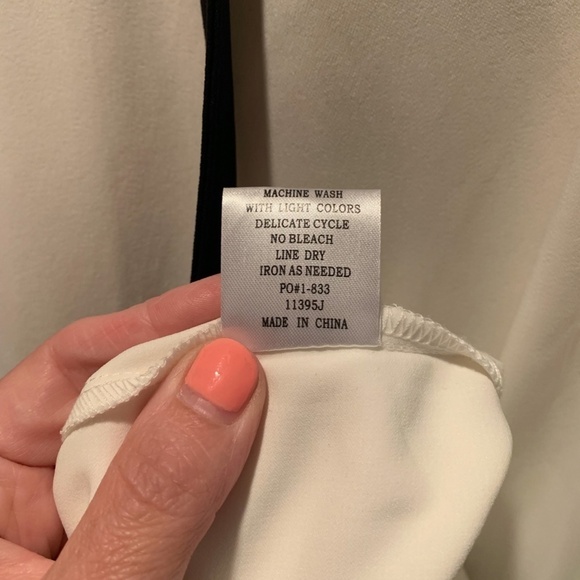 MACHINE WASH
WITH LIGHT COLORS
DELICATE CYCLE
NO BLEACH
LINE DRY
IRON AS NEEDED
PO#1-833
11395J
MADE IN CHINA